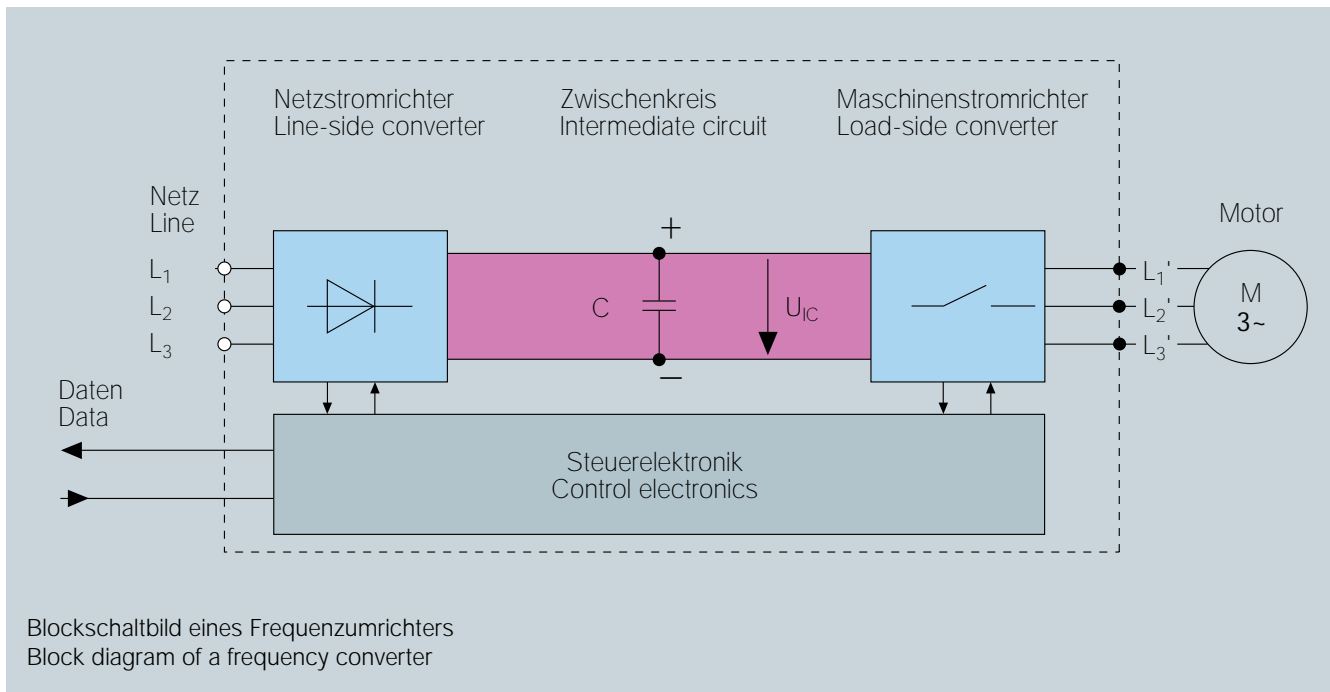 Netzstromrichter
Line-side converter
Zwischenkreis
Intermediate circuit
Maschinenstromrichter
Load-side converter
Netz
Line
Motor
L₁
L₂
L₃
+
C
U_IC
−
L₁'
L₂'
L₃'
M
3~
Daten
Data
Steuerelektronik
Control electronics
Blockschaltbild eines Frequenzumrichters
Block diagram of a frequency converter